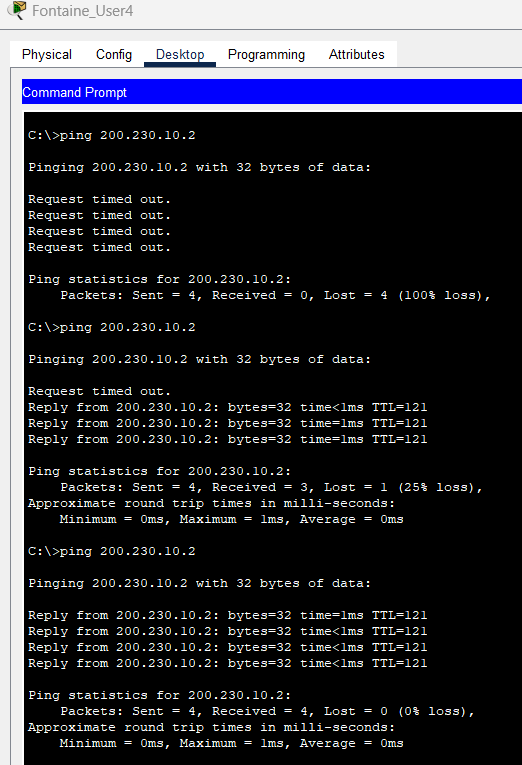 Fontaine_User4
Physical Config Desktop Programming Attributes
Command Prompt
C:\>ping 200.230.10.2
Pinging 200.230.10.2 with 32 bytes of data:
Request timed out.
Request timed out.
Request timed out.
Request timed out.
Ping statistics for 200.230.10.2:
    Packets: Sent = 4, Received = 0, Lost = 4 (100% loss),
C:\>ping 200.230.10.2
Pinging 200.230.10.2 with 32 bytes of data:
Request timed out.
Reply from 200.230.10.2: bytes=32 time<1ms TTL=121
Reply from 200.230.10.2: bytes=32 time=1ms TTL=121
Reply from 200.230.10.2: bytes=32 time=1ms TTL=121
Ping statistics for 200.230.10.2:
    Packets: Sent = 4, Received = 3, Lost = 1 (25% loss),
Approximate round trip times in milli-seconds:
    Minimum = 0ms, Maximum = 1ms, Average = 0ms
C:\>ping 200.230.10.2
Pinging 200.230.10.2 with 32 bytes of data:
Reply from 200.230.10.2: bytes=32 time=1ms TTL=121
Reply from 200.230.10.2: bytes=32 time<1ms TTL=121
Reply from 200.230.10.2: bytes=32 time<1ms TTL=121
Reply from 200.230.10.2: bytes=32 time<1ms TTL=121
Ping statistics for 200.230.10.2:
    Packets: Sent = 4, Received = 4, Lost = 0 (0% loss),
Approximate round trip times in milli-seconds:
    Minimum = 0ms, Maximum = 1ms, Average = 0ms